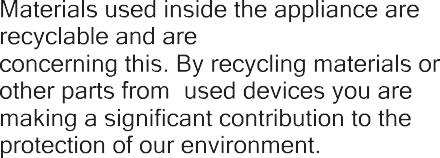 Materials used inside the appliance are
recyclable and are
concerning this. By recycling materials or
other parts from  used devices you are
making a significant contribution to the
protection of our environment.